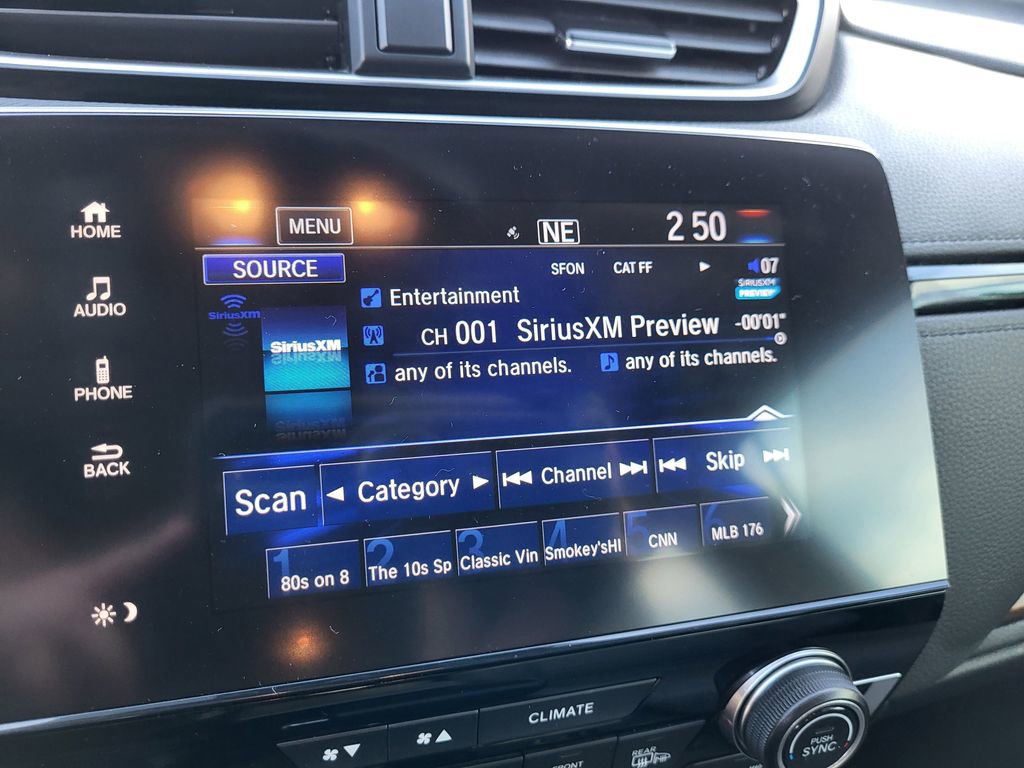 HOME
AUDIO
PHONE
BACK
MENU
NE
2 50
SOURCE
SFON CAT FF 07
SiriusXM
SIRIUSXM
PREVIEW
Entertainment
SiriusXM
CH 001 SiriusXM Preview -00'01"
any of its channels. any of its channels.
Scan Category Channel Skip
1 80s on 8
2 The 10s Sp
3 Classic Vin
4 Smokey'sHI
5 CNN
6 MLB 176
CLIMATE
PUSH
SYNC
FRONT
REAR